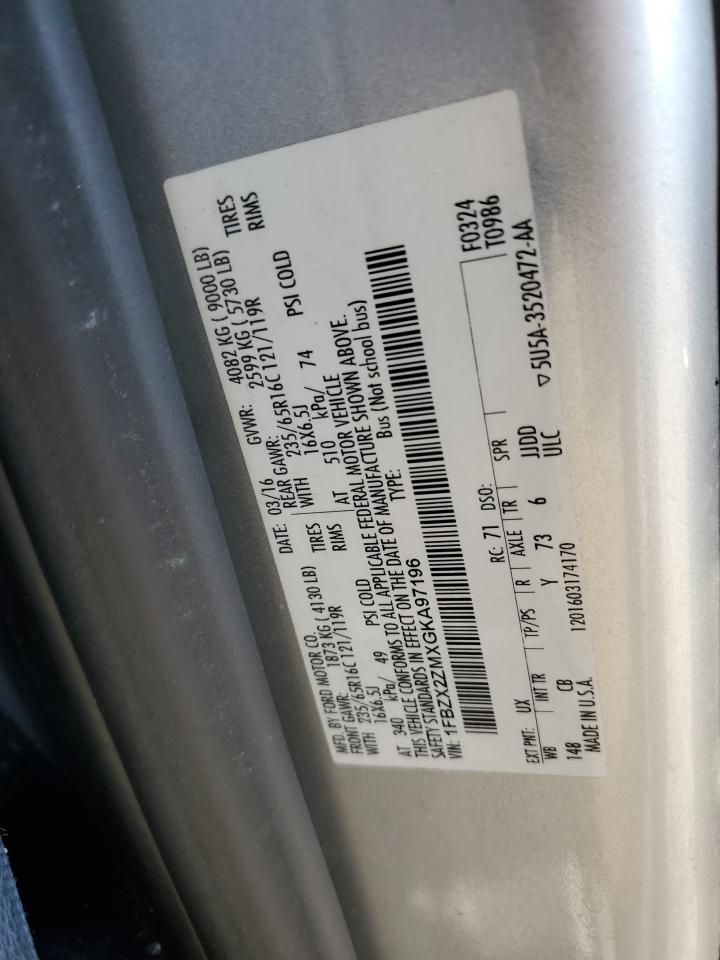 MFD. BY FORD MOTOR CO.
DATE: 03/16 GVWR: 4082 KG ( 9000 LB)
FRONT GAWR: 1873 KG ( 4130 LB) REAR GAWR: 2599 KG ( 5730 LB)
WITH 235/65R16C 121/119R TIRES WITH 235/65R16C 121/119R TIRES
16X6.5J RIMS 16X6.5J RIMS
AT 340 kPa/ 49 PSI COLD AT 510 kPa/ 74 PSI COLD
THIS VEHICLE CONFORMS TO ALL APPLICABLE FEDERAL MOTOR VEHICLE
SAFETY STANDARDS IN EFFECT ON THE DATE OF MANUFACTURE SHOWN ABOVE.
VIN: 1FBZX2ZMXGKA97196 TYPE: Bus (Not school bus)
F0324
T0986
EXT PNT: UX RC: 71 DSO:
WB INT TR TP/PS R AXLE TR SPR
148 CB Y 73 6 JJDD
ULC
MADE IN U.S.A. 1201603174170 ▽5U5A-3520472-AA